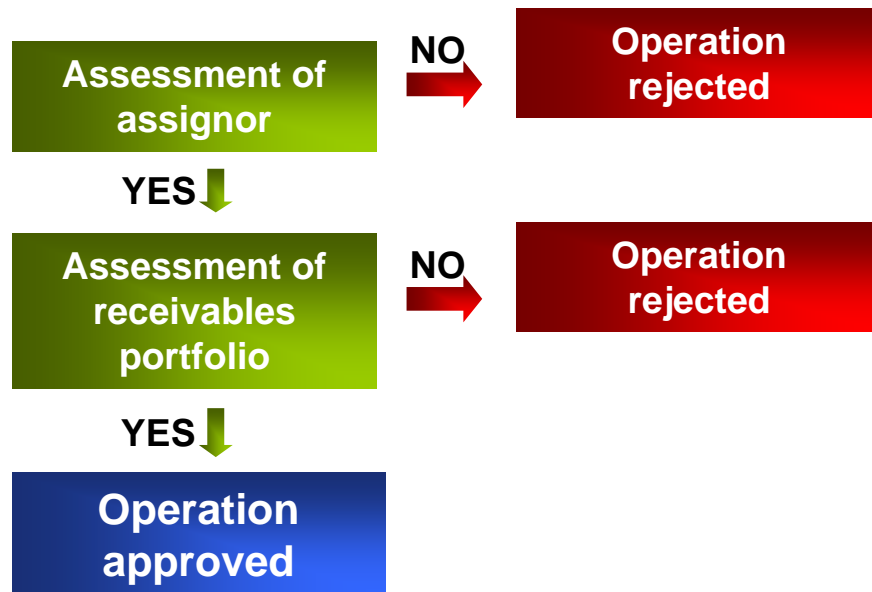 Assessment of
assignor
NO
Operation
rejected
YES
Assessment of
receivables
portfolio
NO
Operation
rejected
YES
Operation
approved